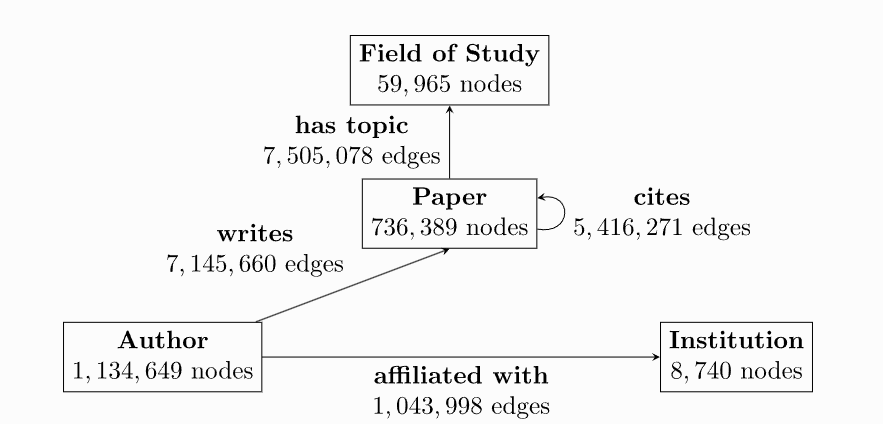 Field of Study
59, 965 nodes
has topic
7, 505, 078 edges
Paper
736, 389 nodes
cites
5, 416, 271 edges
writes
7, 145, 660 edges
Author
1, 134, 649 nodes
Institution
8, 740 nodes
affiliated with
1, 043, 998 edges